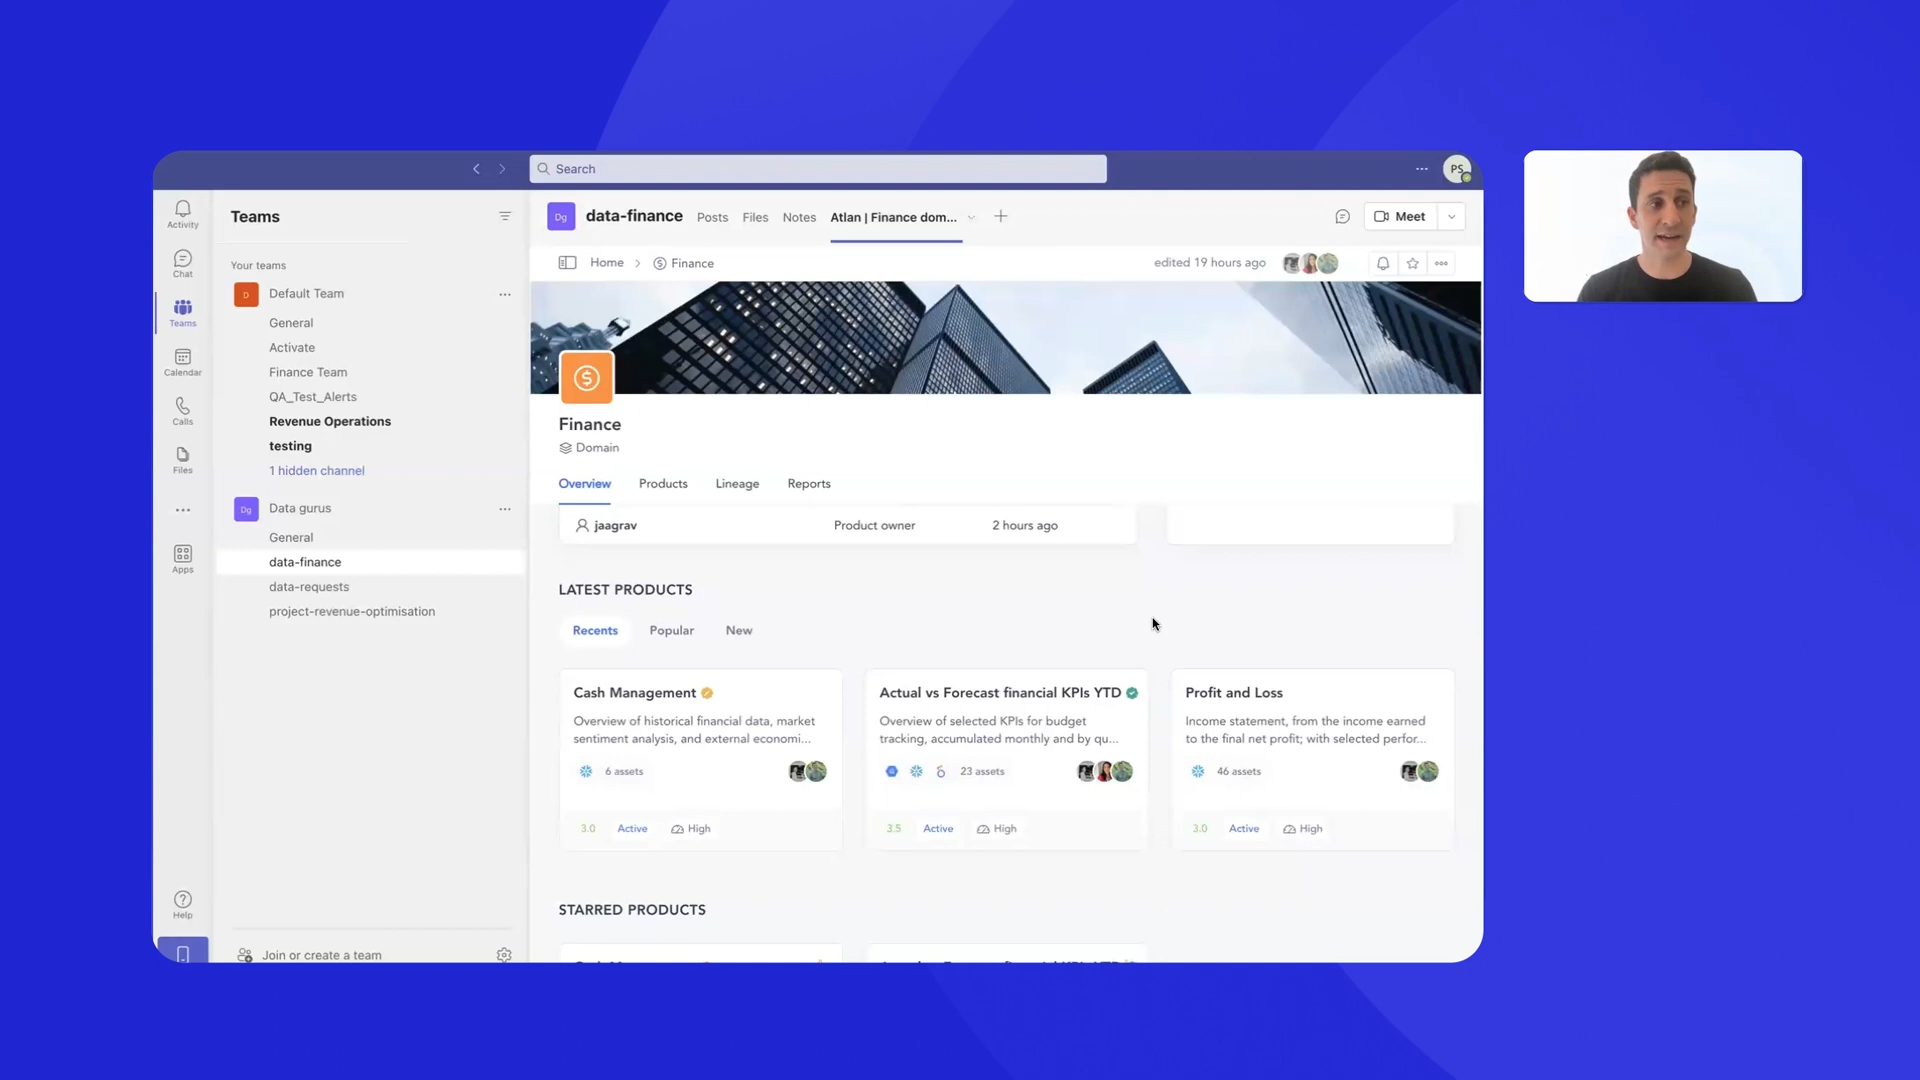 Search
PS
Activity
Chat
Teams
Calendar
Calls
Files
Apps
Help
Teams
Your teams
D Default Team
General
Activate
Finance Team
QA_Test_Alerts
Revenue Operations
testing
1 hidden channel
Dg Data gurus
General
data-finance
data-requests
project-revenue-optimisation
Join or create a team
Dg data-finance Posts Files Notes Atlan | Finance dom... Meet
Home > Finance edited 19 hours ago
Finance
Domain
Overview Products Lineage Reports
jaagrav Product owner 2 hours ago
LATEST PRODUCTS
Recents Popular New
Cash Management
Overview of historical financial data, market
sentiment analysis, and external economi...
6 assets
3.0 Active High
Actual vs Forecast financial KPIs YTD
Overview of selected KPIs for budget
tracking, accumulated monthly and by qu...
23 assets
3.5 Active High
Profit and Loss
Income statement, from the income earned
to the final net profit; with selected perfor...
46 assets
3.0 Active High
STARRED PRODUCTS